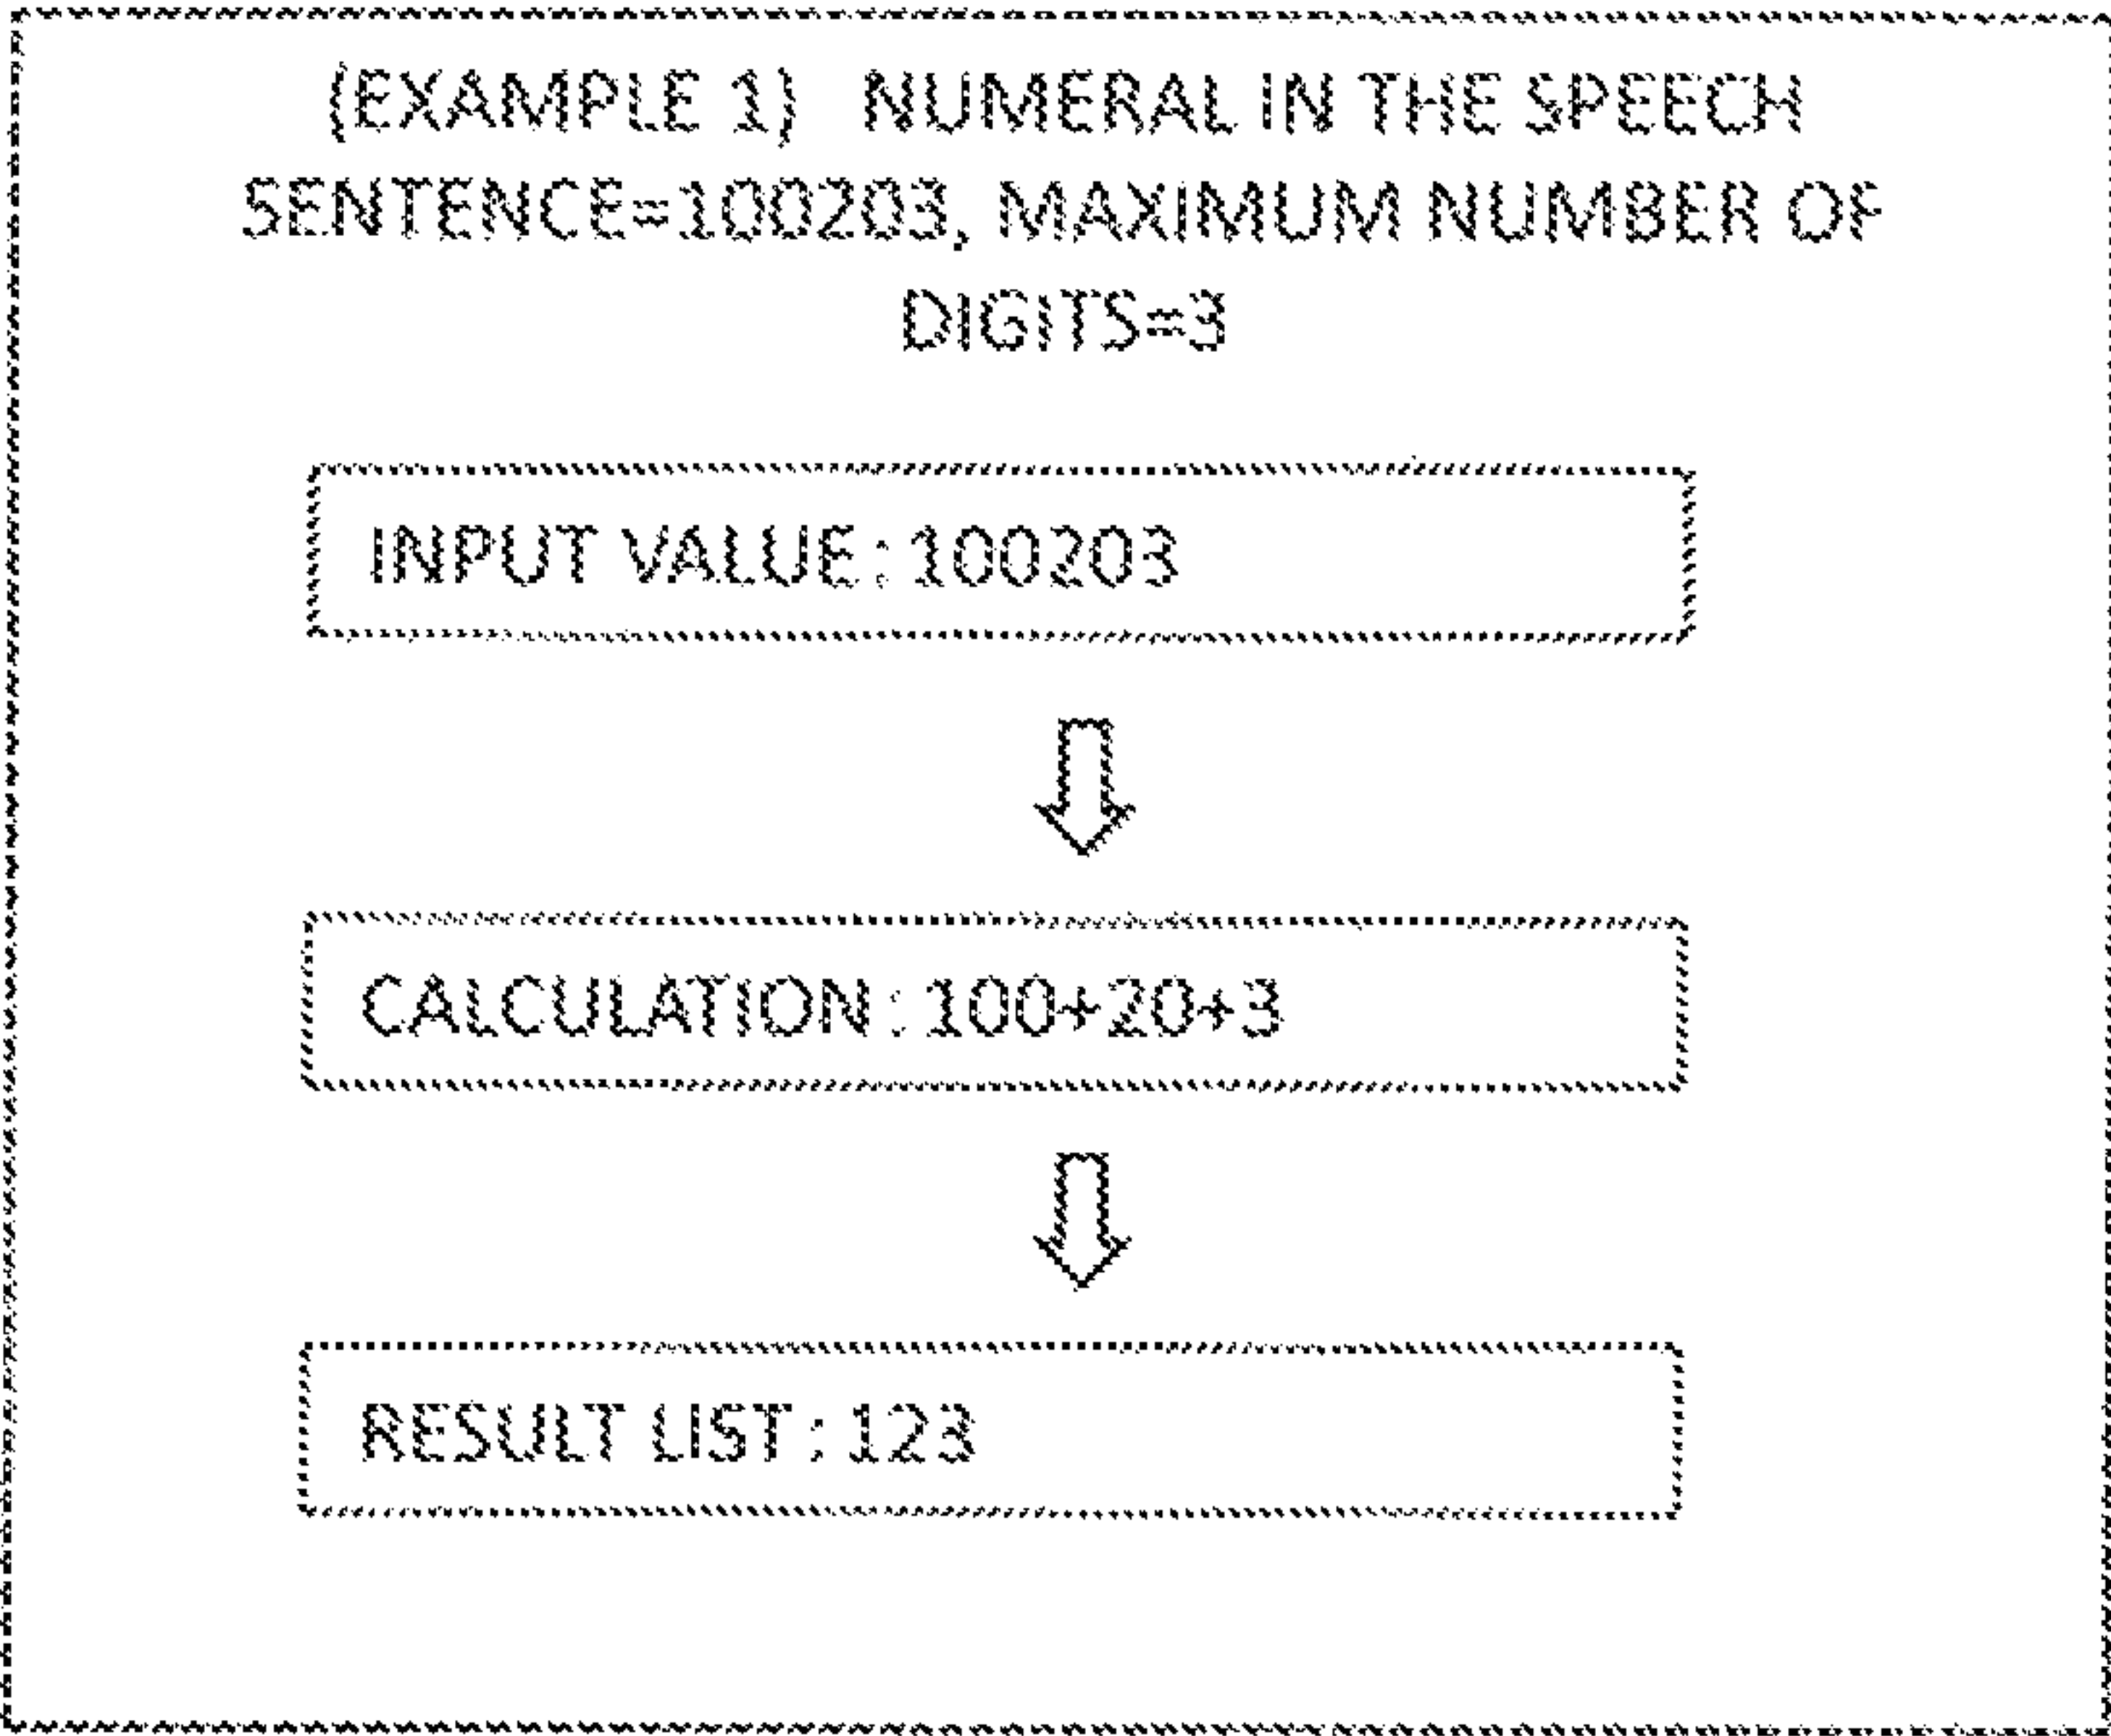 (EXAMPLE 1) NUMERAL IN THE SPEECH
SENTENCE=100203, MAXIMUM NUMBER OF
DIGITS=3
INPUT VALUE : 100203
CALCULATION : 100+20+3
RESULT LIST : 123